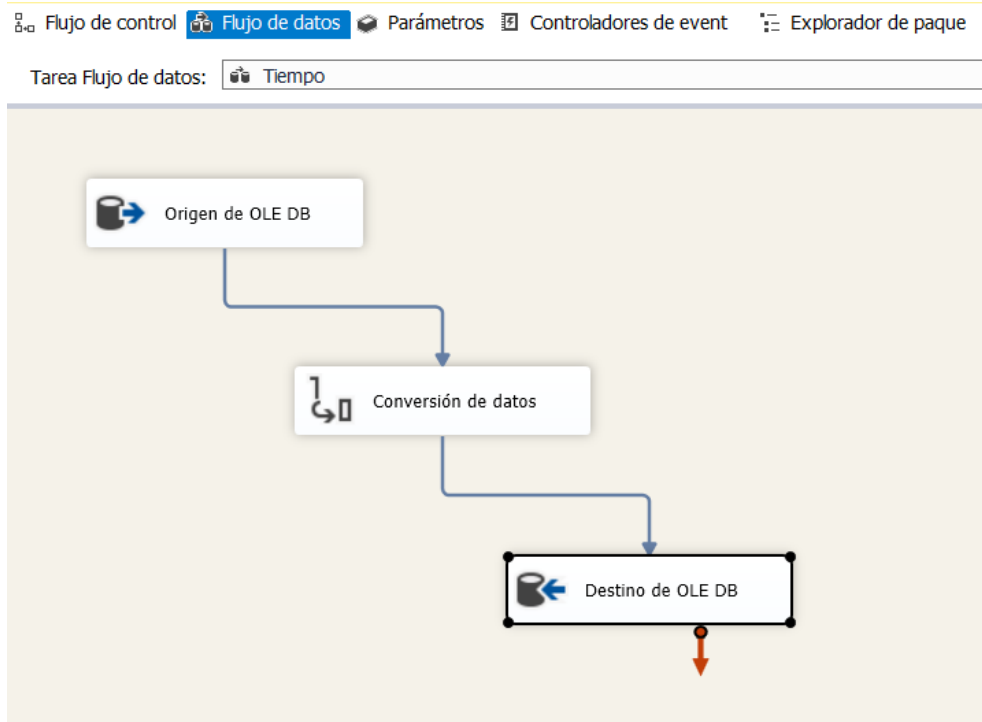 Flujo de control Flujo de datos Parámetros Controladores de event Explorador de paque
Tarea Flujo de datos: Tiempo
Origen de OLE DB
Conversión de datos
Destino de OLE DB